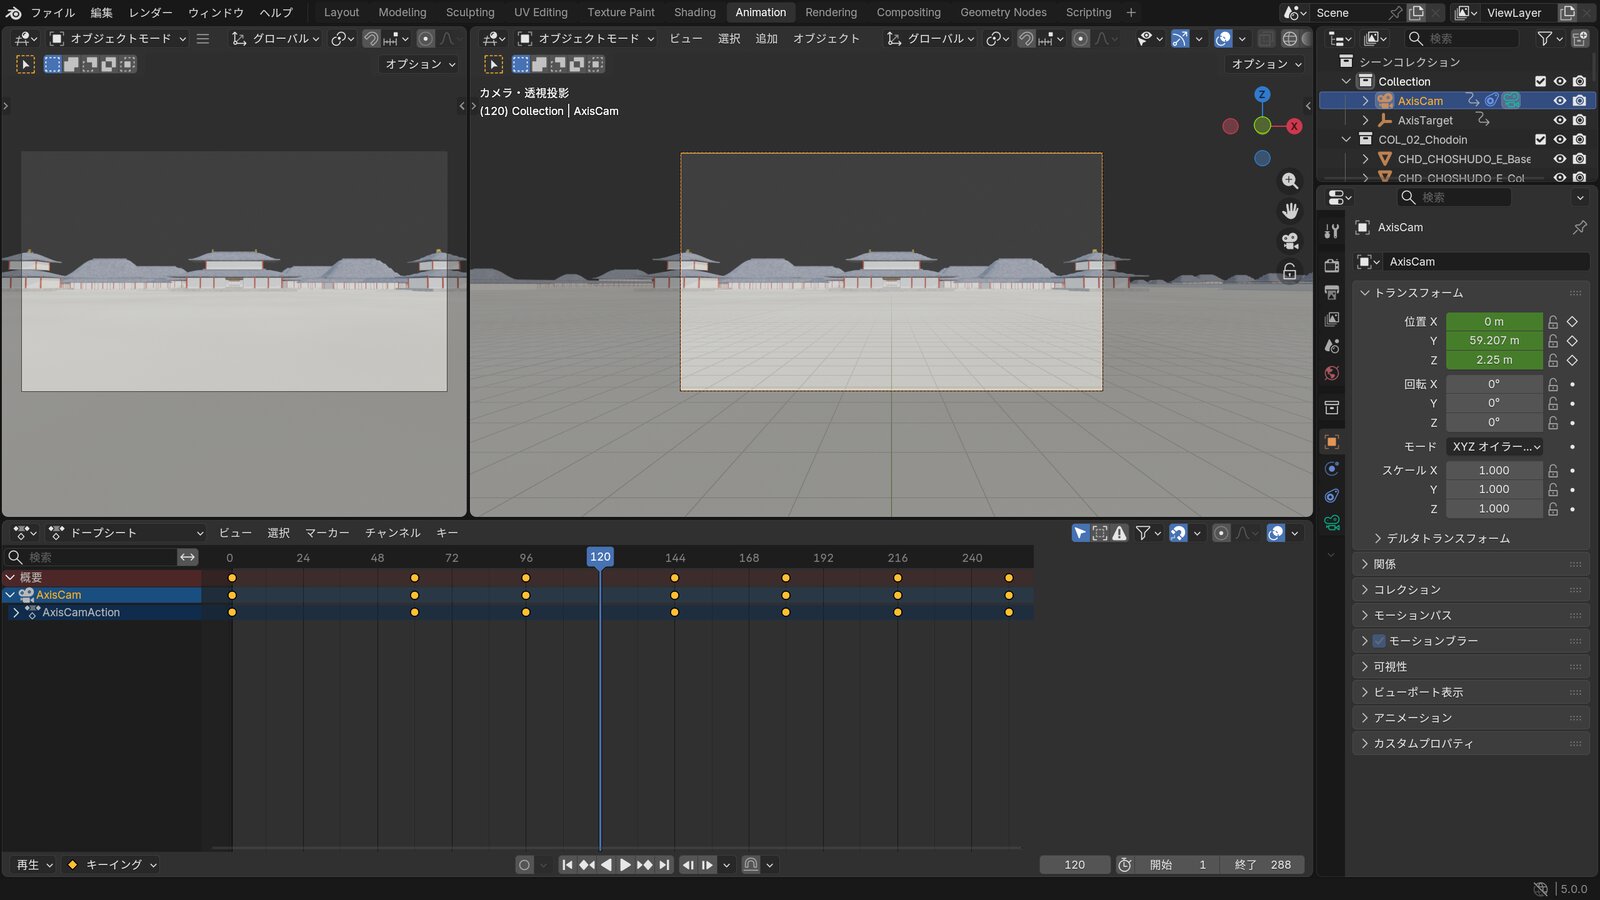 ファイル 編集 レンダー ウィンドウ ヘルプ Layout Modeling Sculpting UV Editing Texture Paint Shading Animation Rendering Compositing Geometry Nodes Scripting + Scene ViewLayer
オブジェクトモード グローバル
オプション
オブジェクトモード ビュー 選択 追加 オブジェクト グローバル
オプション
カメラ・透視投影
(120) Collection | AxisCam
Z
X
検索
シーンコレクション
Collection
AxisCam
AxisTarget
COL_02_Chodoin
CHD_CHOSHUDO_E_Base
CHD_CHOSHUDO_E_Col
検索
AxisCam
AxisCam
トランスフォーム
位置 X 0 m
Y 59.207 m
Z 2.25 m
回転 X 0°
Y 0°
Z 0°
モード XYZ オイラー...
スケール X 1.000
Y 1.000
Z 1.000
デルタトランスフォーム
関係
コレクション
モーションパス
モーションブラー
可視性
ビューポート表示
アニメーション
カスタムプロパティ
ドープシート ビュー 選択 マーカー チャンネル キー
検索 0 24 48 72 96 120 144 168 192 216 240
概要
AxisCam
AxisCamAction
再生 キーイング 120 開始 1 終了 288
5.0.0